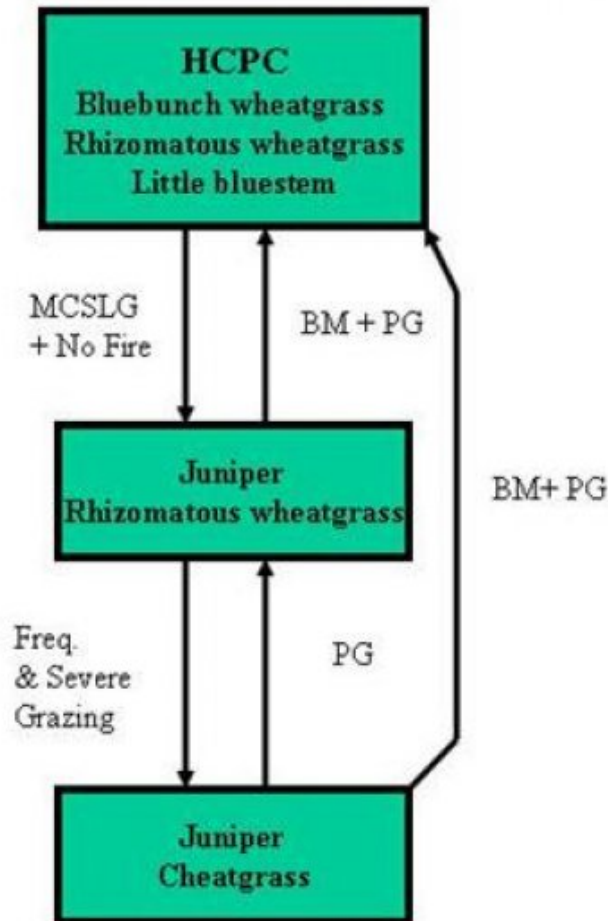 HCPC
Bluebunch wheatgrass
Rhizomatous wheatgrass
Little bluestem
MCSLG
+ No Fire
BM + PG
Juniper
Rhizomatous wheatgrass
BM+ PG
Freq.
& Severe
Grazing
PG
Juniper
Cheatgrass